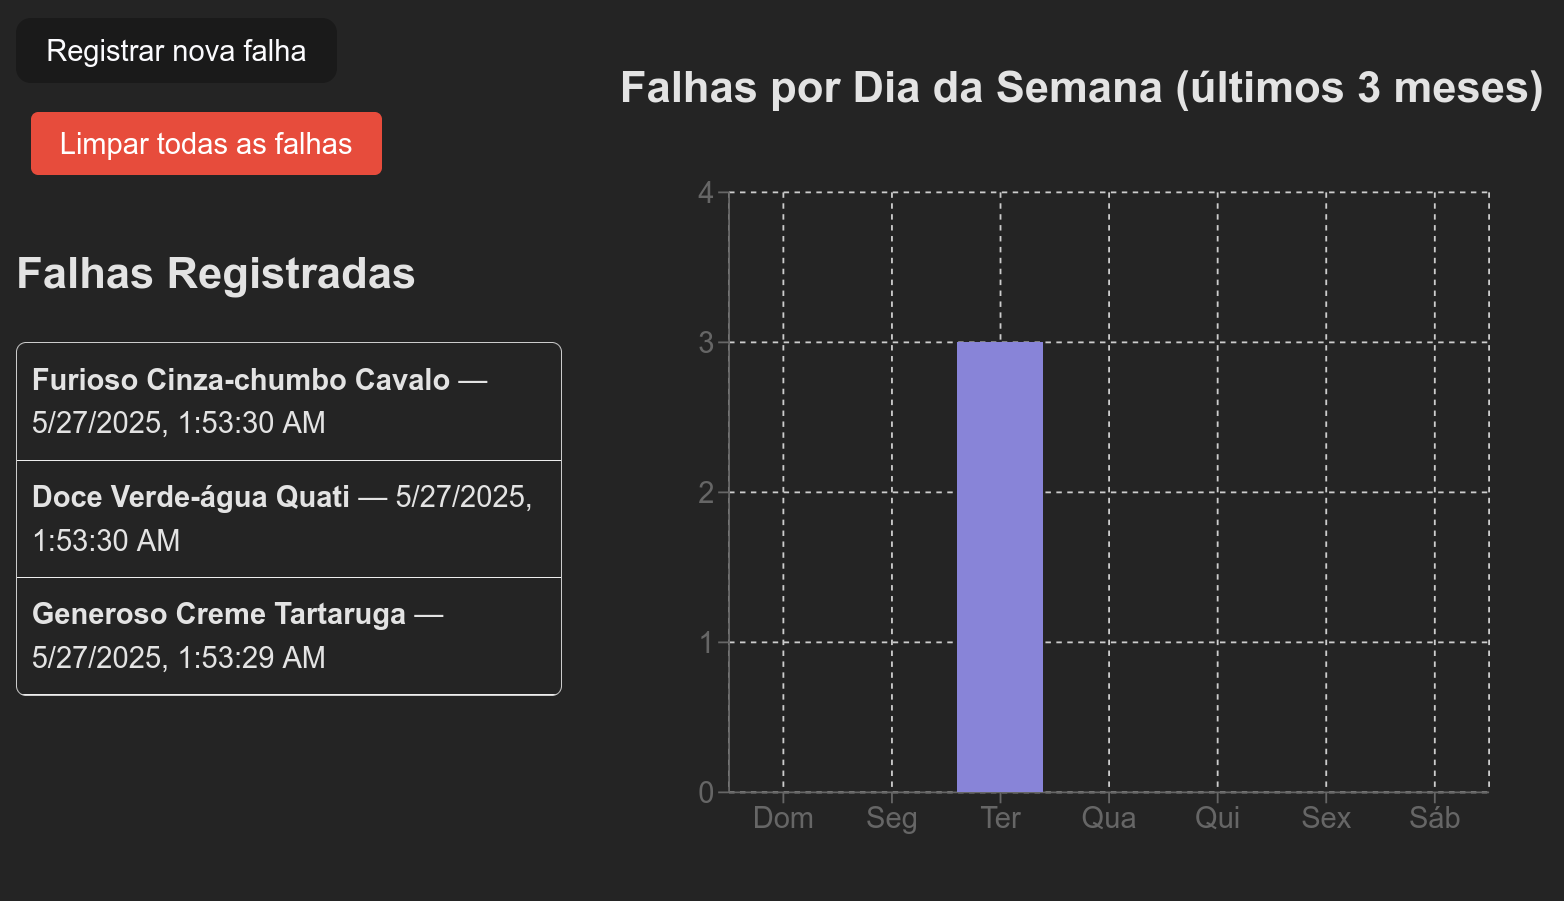 Registrar nova falha
Limpar todas as falhas
Falhas Registradas
Furioso Cinza-chumbo Cavalo —
5/27/2025, 1:53:30 AM
Doce Verde-água Quati — 5/27/2025,
1:53:30 AM
Generoso Creme Tartaruga —
5/27/2025, 1:53:29 AM
Falhas por Dia da Semana (últimos 3 meses)
4
3
2
1
0
Dom Seg Ter Qua Qui Sex Sáb